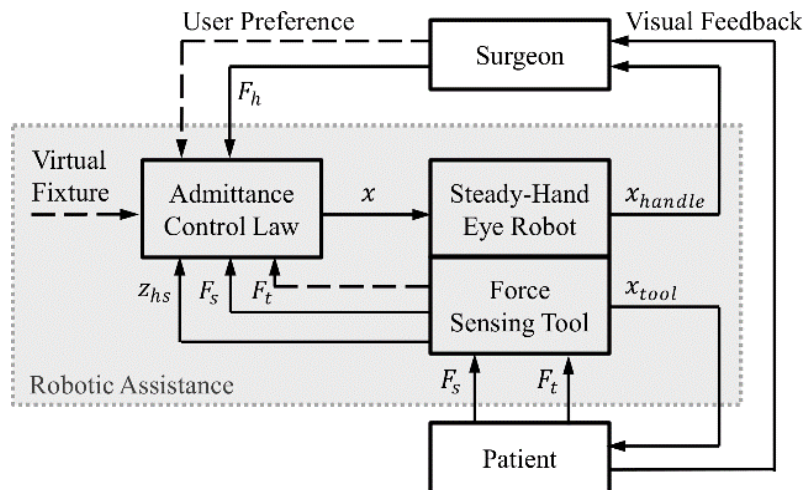 User Preference
Visual Feedback
Surgeon
F_h
Virtual
Fixture
Admittance
Control Law
x
Steady-Hand
Eye Robot
x_handle
z_hs
F_s
F_t
Force
Sensing Tool
x_tool
Robotic Assistance
F_s
F_t
Patient